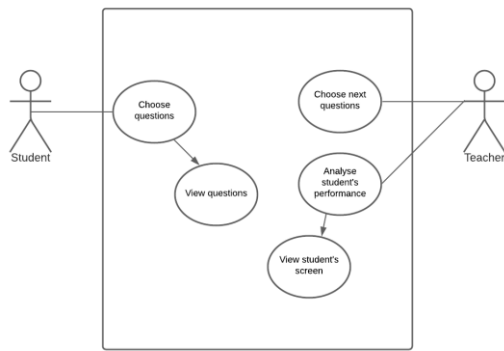 Choose
questions
Choose next
questions
Student
Teacher
View questions
Analyse
student's
performance
View student's
screen